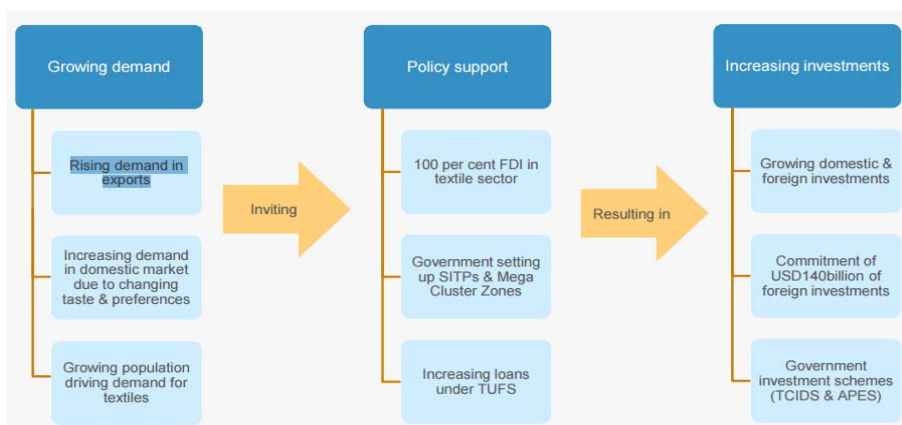 Growing demand
Rising demand in
exports
Increasing demand
in domestic market
due to changing
taste & preferences
Growing population
driving demand for
textiles
Inviting
Policy support
100 per cent FDI in
textile sector
Government setting
up SITPs & Mega
Cluster Zones
Increasing loans
under TUFS
Resulting in
Increasing investments
Growing domestic &
foreign investments
Commitment of
USD140billion of
foreign investments
Government
investment schemes
(TCIDS & APES)